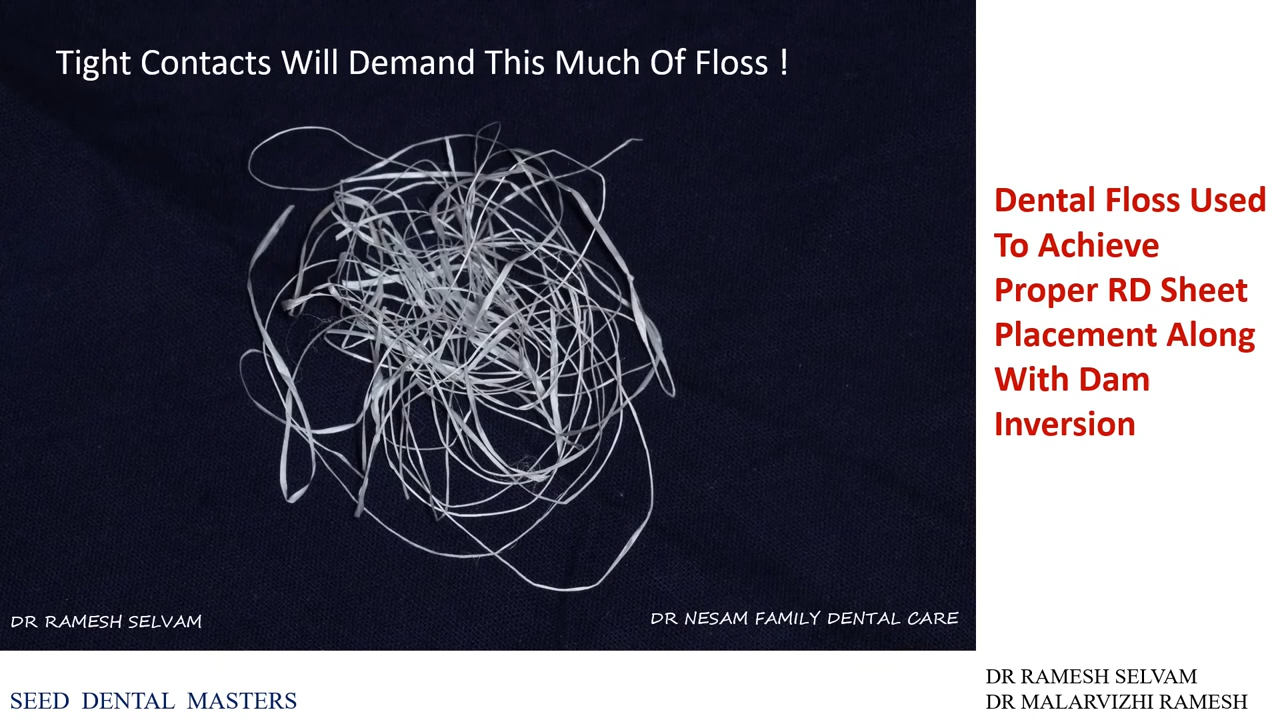 Tight Contacts Will Demand This Much Of Floss !
Dental Floss Used
To Achieve
Proper RD Sheet
Placement Along
With Dam
Inversion
DR RAMESH SELVAM
DR NESAM FAMILY DENTAL CARE
SEED DENTAL MASTERS
DR RAMESH SELVAM
DR MALARVIZHI RAMESH